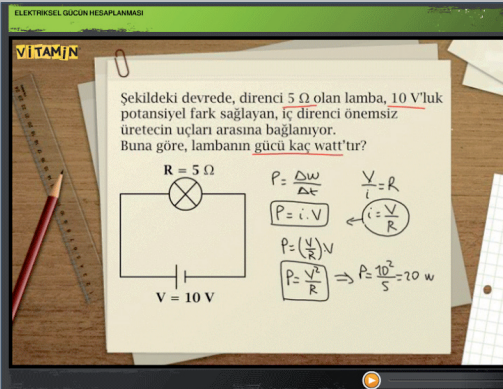 ELEKTRİKSEL GÜCÜN HESAPLANMASI
VİTAMİN
Şekildeki devrede, direnci 5 Ω olan lamba, 10 V'luk
potansiyel fark sağlayan, iç direnci önemsiz
üretecin uçları arasına bağlanıyor.
Buna göre, lambanın gücü kaç watt'tır?
R = 5 Ω
V = 10 V
P = ΔW/Δt
V/i = R
P = i.V
i = V/R
P = (V/R)V
P = V²/R ⇒ P = 10²/5 = 20 W